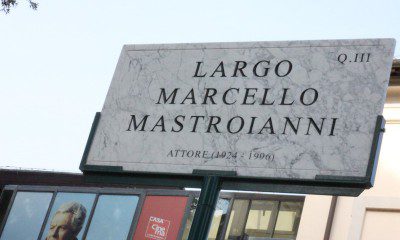 Q.III
LARGO
MARCELLO
MASTROIANNI
ATTORE (1924 - 1996)
CASA